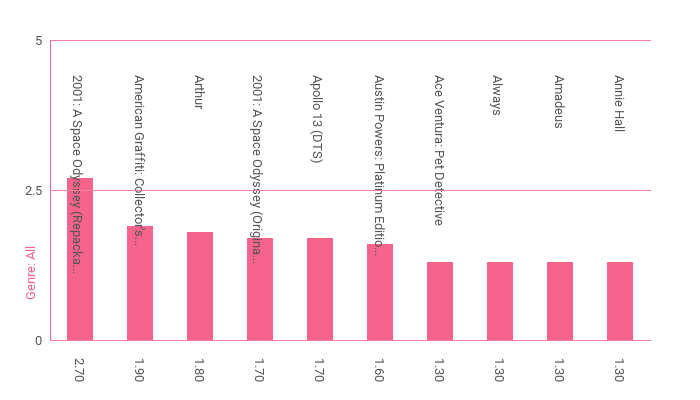 5
2.5
0
Genre: All
2001: A Space Odyssey (Repacka...
American Graffiti: Collector's...
Arthur
2001: A Space Odyssey (Origina...
Apollo 13 (DTS)
Austin Powers: Platinum Editio...
Ace Ventura: Pet Detective
Always
Amadeus
Annie Hall
2.70
1.90
1.80
1.70
1.70
1.60
1.30
1.30
1.30
1.30